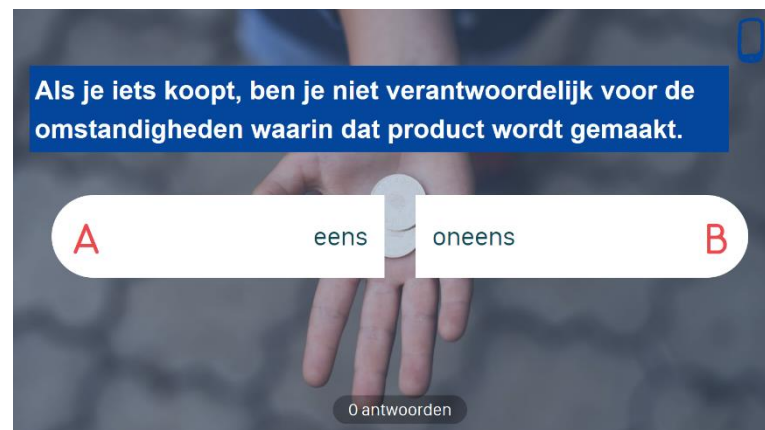 Als je iets koopt, ben je niet verantwoordelijk voor de
omstandigheden waarin dat product wordt gemaakt.
A eens oneens B
0 antwoorden